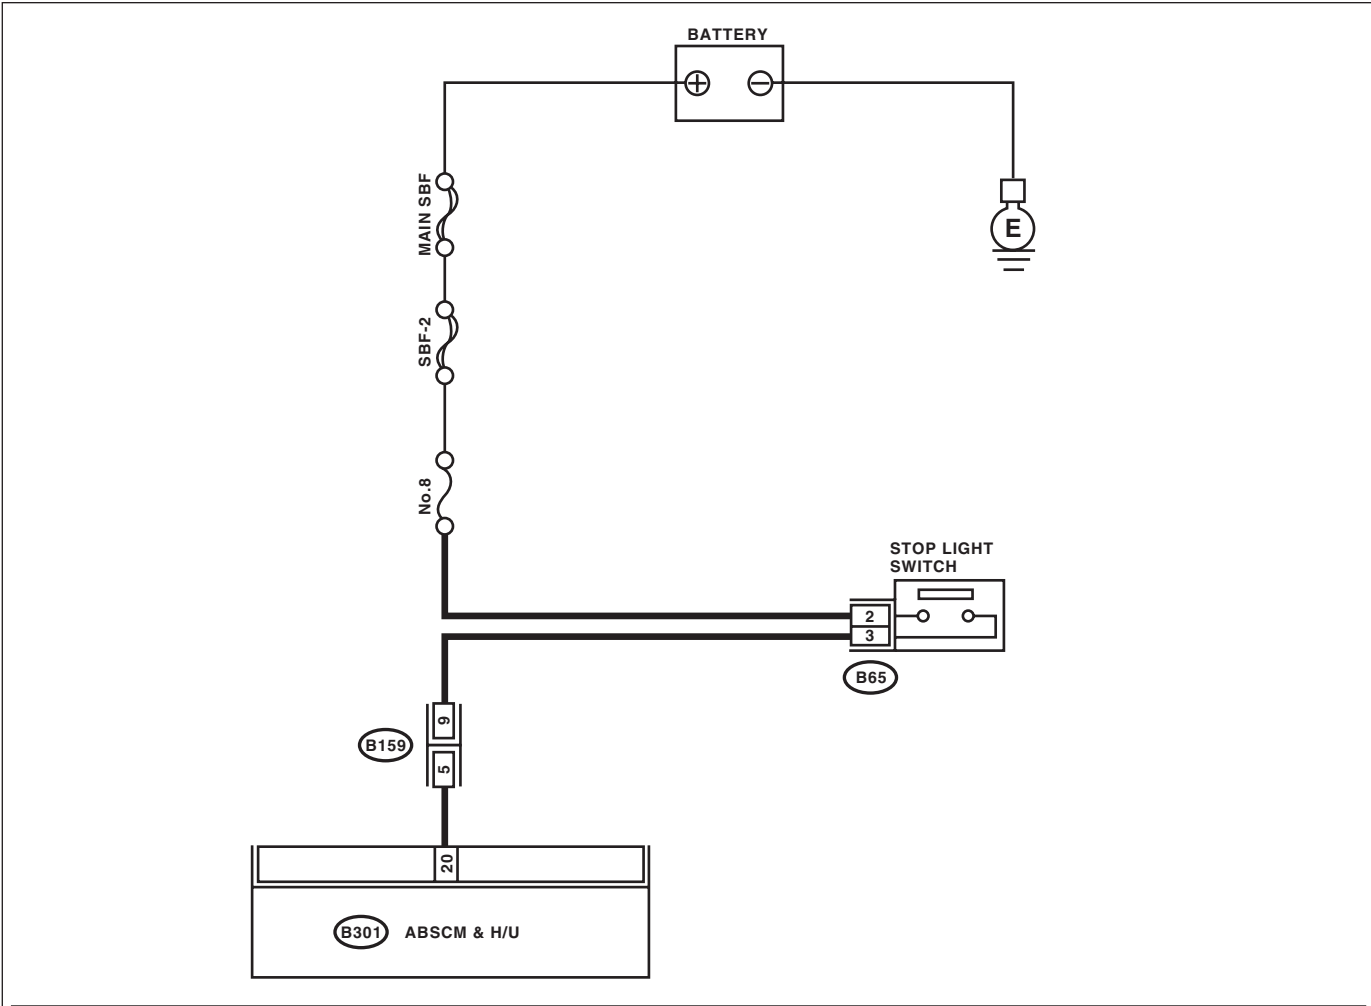 BATTERY
E
MAIN SBF
SBF-2
No.8
STOP LIGHT
SWITCH
2
3
B65
9
B159
5
20
B301 ABSCM & H/U